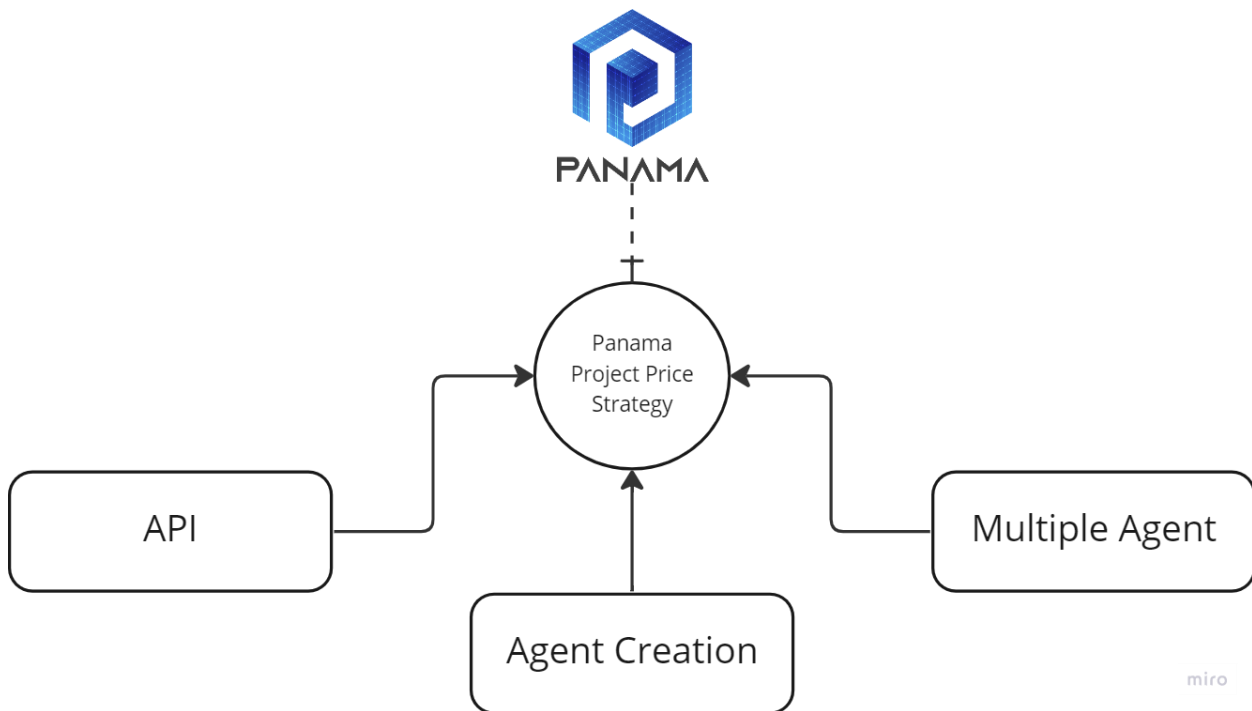 PANAMA
Panama
Project Price
Strategy
API
Multiple Agent
Agent Creation
miro